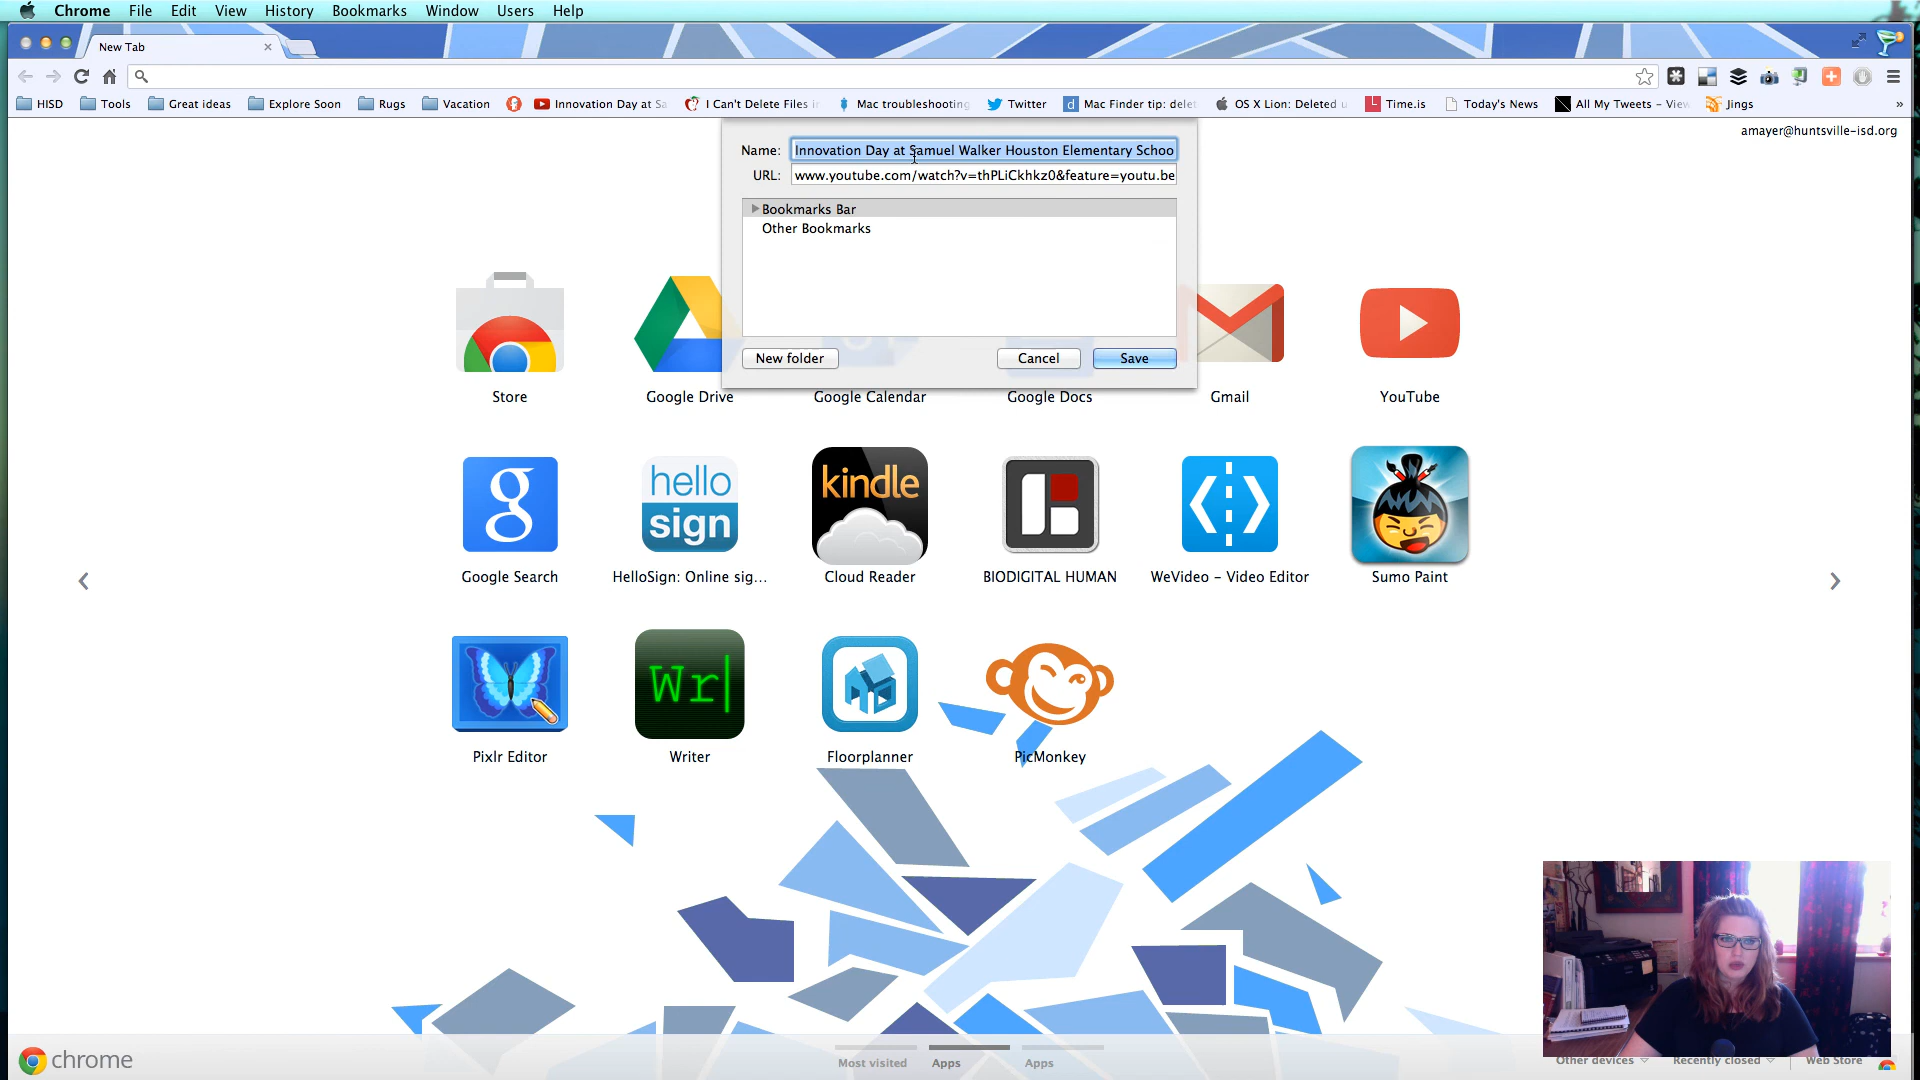 Chrome File Edit View History Bookmarks Window Users Help
New Tab
HISD Tools Great ideas Explore Soon Rugs Vacation Innovation Day at Sa I Can't Delete Files i Mac troubleshooting Twitter Mac Finder tip: delet OS X Lion: Deleted u Time.is Today's News All My Tweets – View Jings »
amayer@huntsville-isd.org
Name: Innovation Day at Samuel Walker Houston Elementary Schoo
URL: www.youtube.com/watch?v=thPLiCkhkz0&feature=youtu.be
Bookmarks Bar
Other Bookmarks
New folder Cancel Save
Store Google Drive Google Calendar Google Docs Gmail YouTube
g hello sign kindle
Google Search HelloSign: Online sig... Cloud Reader BIODIGITAL HUMAN WeVideo – Video Editor Sumo Paint
Wr|
Pixlr Editor Writer Floorplanner PicMonkey
chrome Most visited Apps Apps Other devices Recently closed Web Store